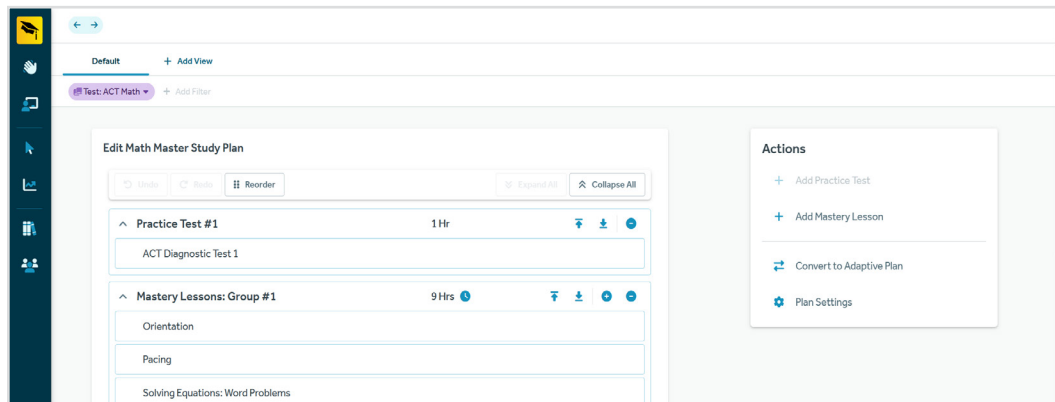 Default
+ Add View
Test: ACT Math
+ Add Filter
Edit Math Master Study Plan
Undo
Redo
Reorder
Expand All
Collapse All
Practice Test #1
1 Hr
ACT Diagnostic Test 1
Mastery Lessons: Group #1
9 Hrs
Orientation
Pacing
Solving Equations: Word Problems
Actions
+ Add Practice Test
+ Add Mastery Lesson
Convert to Adaptive Plan
Plan Settings